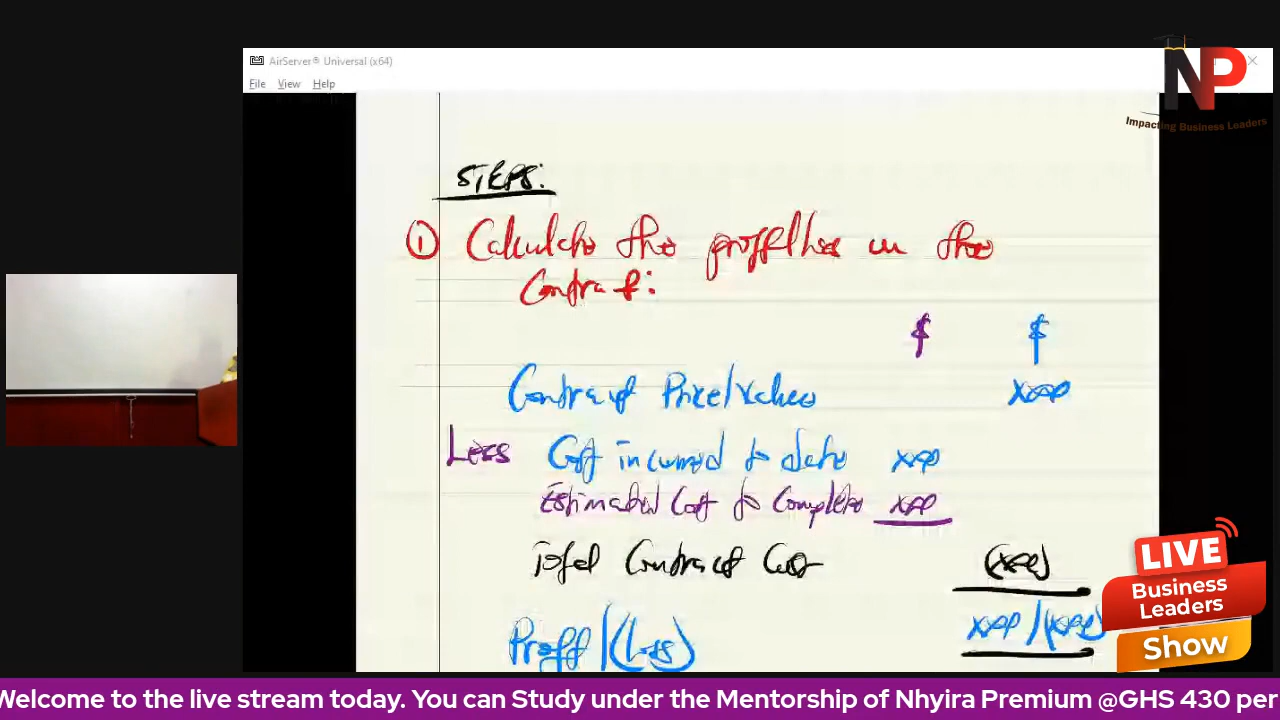 AirServer® Universal (x64)
File View Help
NP
Impacting Business Leaders
STEPS:
① Calculate the profit/loss in the
Contract:
$ $
Contract Price/Value xxx
Less Cost incurred to date xxx
Estimated Cost to Complete xxx
Total Contract Cost (xxx)
Profit/(Loss) xxx/(xxx)
LIVE
Business
Leaders
Show
Welcome to the live stream today. You can Study under the Mentorship of Nhyira Premium @GHS 430 per